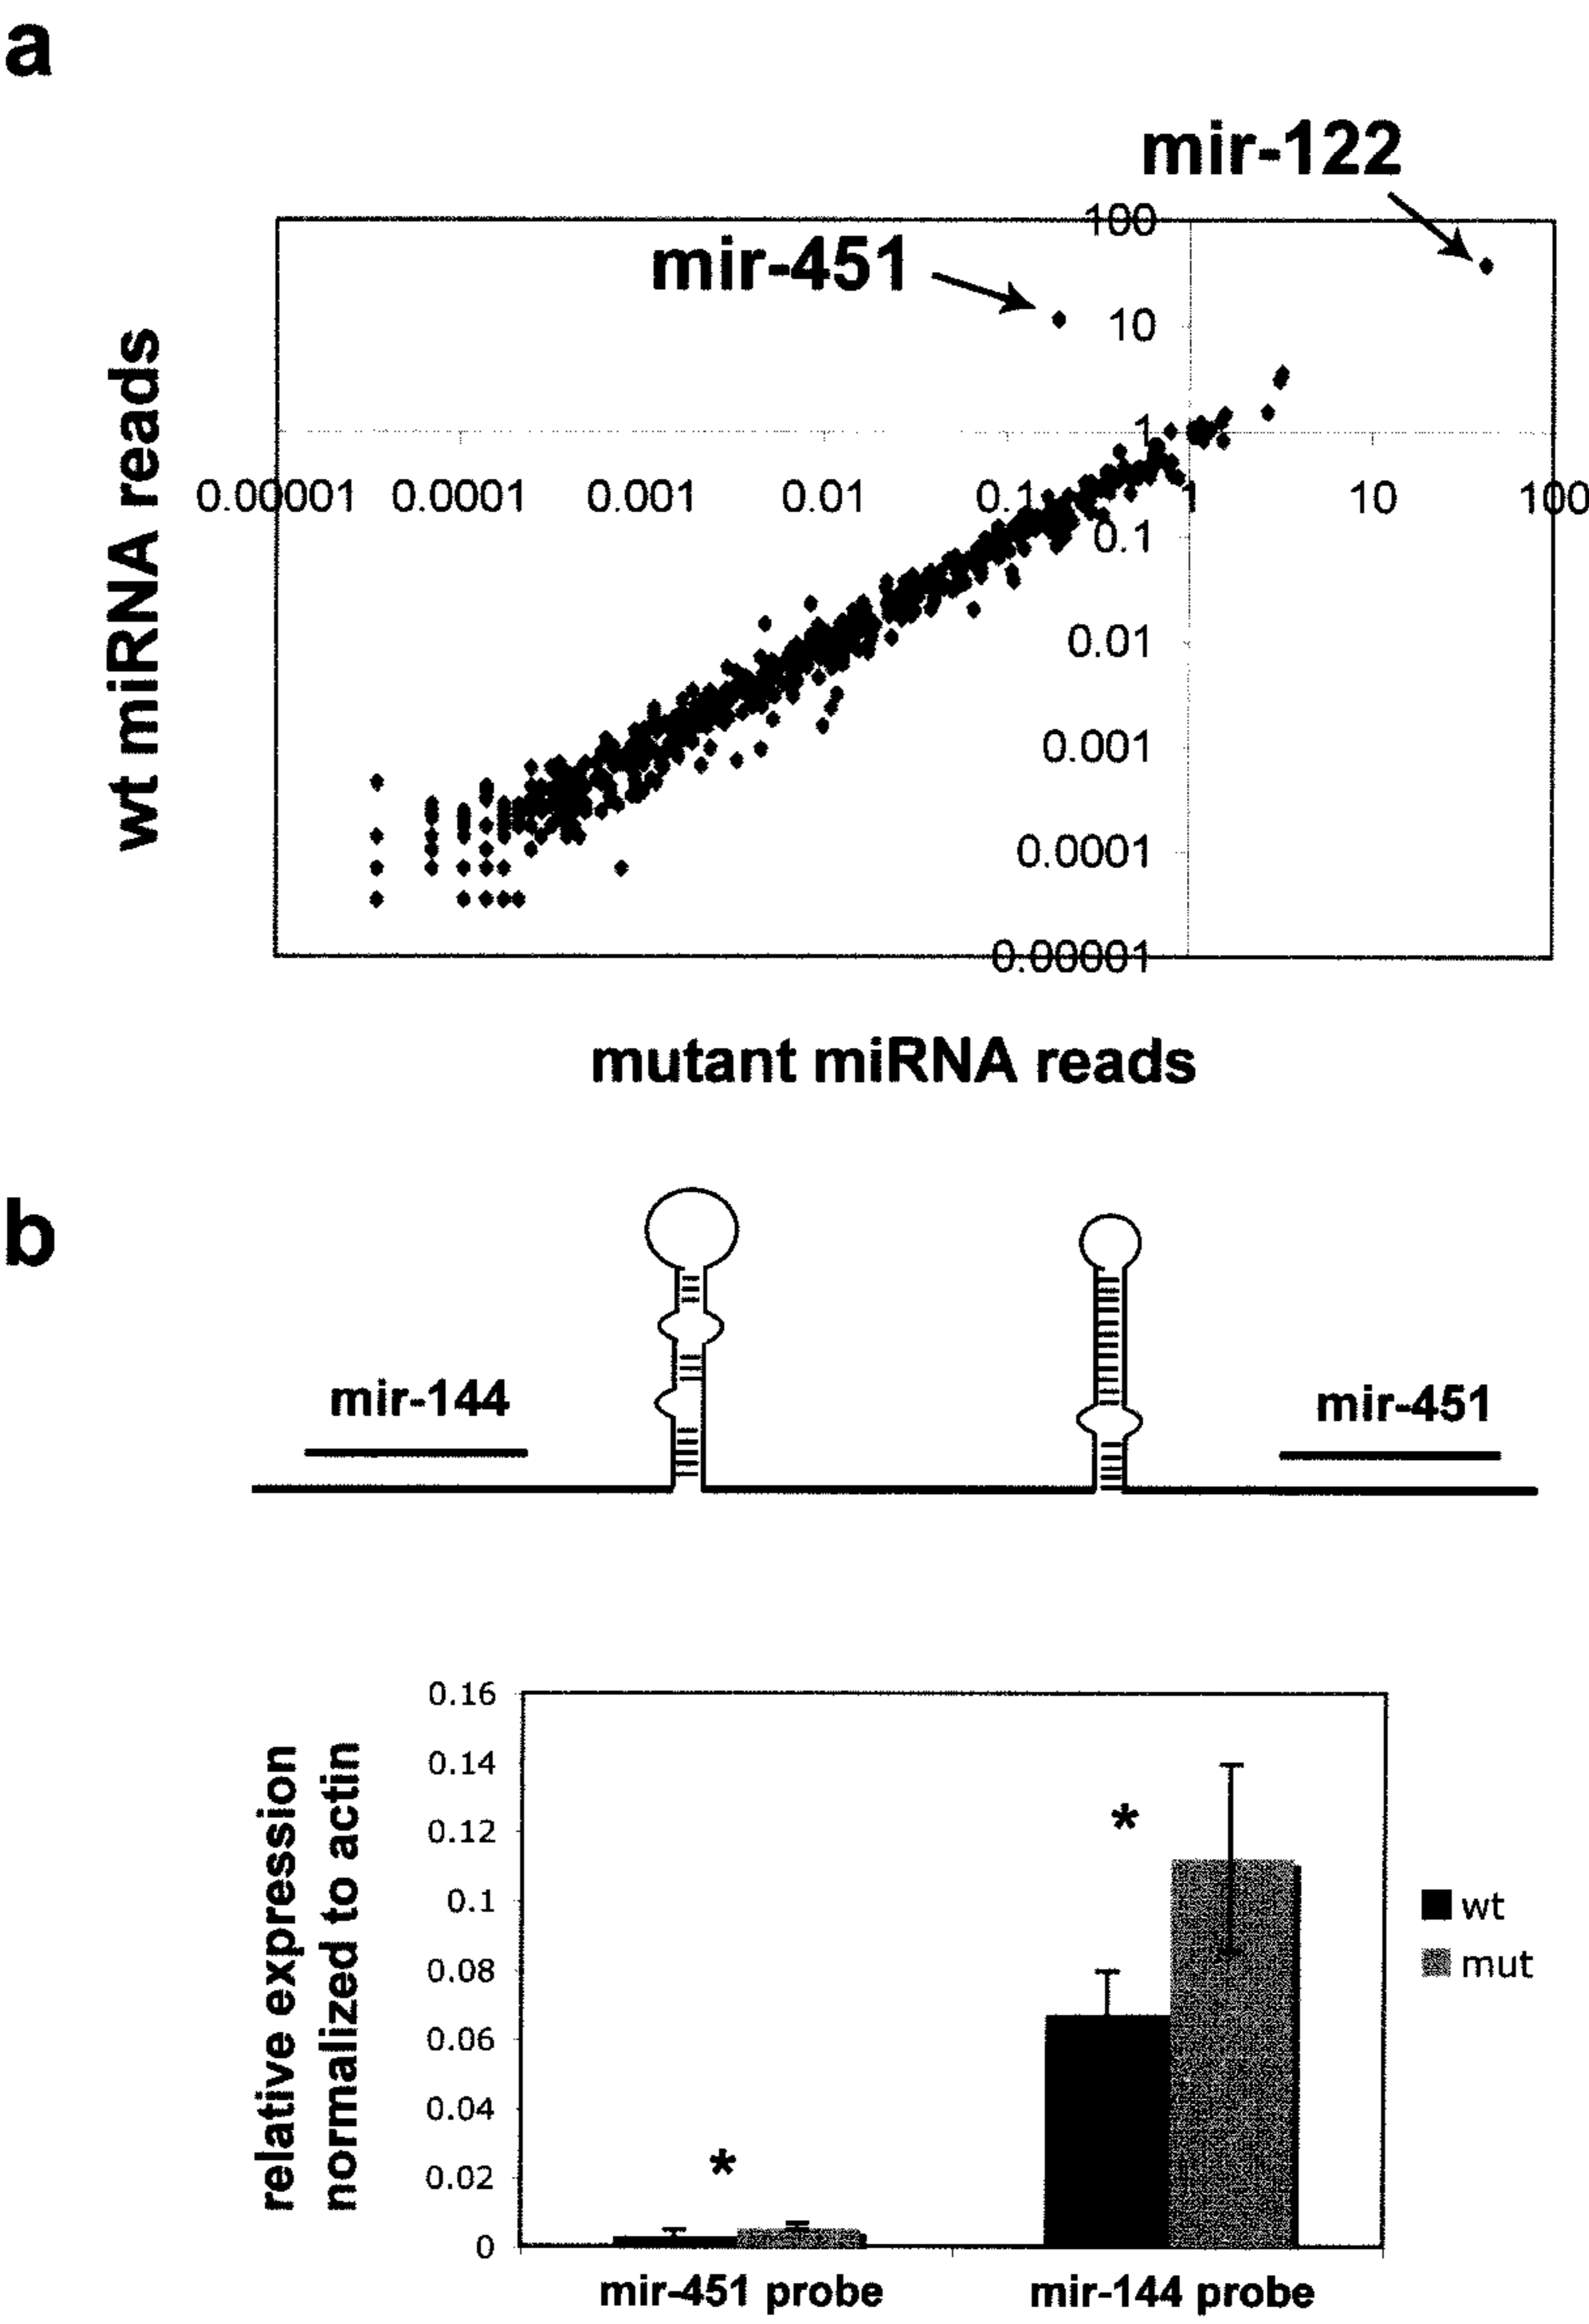 a
mir-122
mir-451
100
10
1
0.00001 0.0001 0.001 0.01 0.1 1 10 100
0.1
0.01
0.001
0.0001
0.00001
wt miRNA reads
mutant miRNA reads
b
mir-144
mir-451
0.16
0.14
0.12
0.1
0.08
0.06
0.04
0.02
0
relative expression
normalized to actin
*
*
wt
mut
mir-451 probe
mir-144 probe